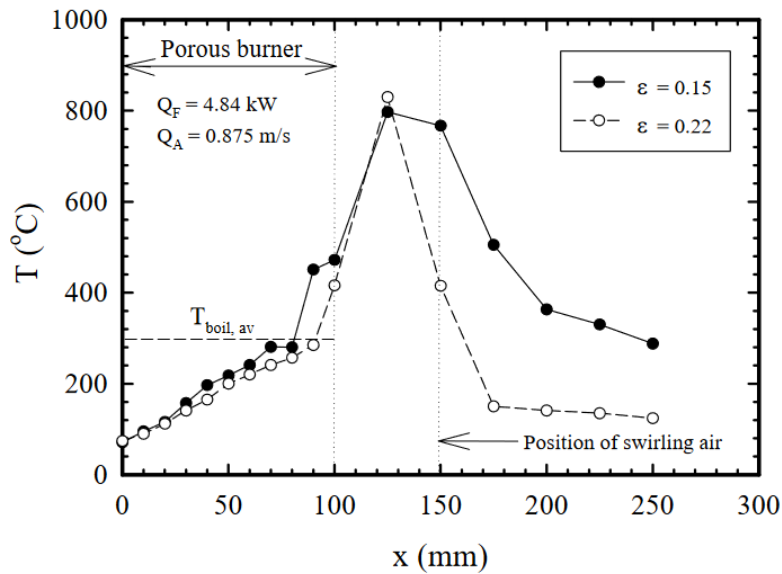 1000
800
600
400
200
0
T (°C)
Porous burner
Q_F = 4.84 kW
Q_A = 0.875 m/s
ε = 0.15
ε = 0.22
T_boil, av
Position of swirling air
0 50 100 150 200 250 300
x (mm)